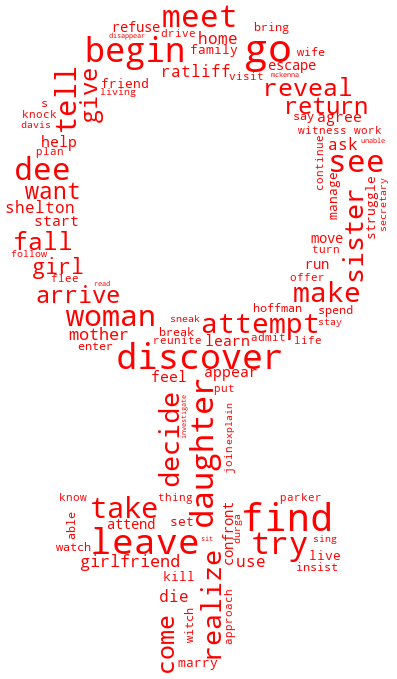 meet
go
bring
refuse
disappear
drive
home
begin
family
wife
escape
ratliff
visit
mckenna
tell
give
friend
living
reveal
return
s
knock
davis
say
agree
witness
work
help
plan
ask
unable
dee
see
continue
want
manage
struggle
secretary
shelton
start
sister
fall
move
turn
follow
girl
flee
read
run
offer
arrive
make
hoffman
spend
woman
sneak
attempt
stay
mother
break
reunite
learn
admit
life
enter
discover
feel
appear
put
decide
investigate
daughter
join
explain
know
thing
parker
take
able
attend
set
find
confront
durga
watch
leave
sit
try
sing
live
girlfriend
realize
use
insist
kill
die
come
witch
approach
marry